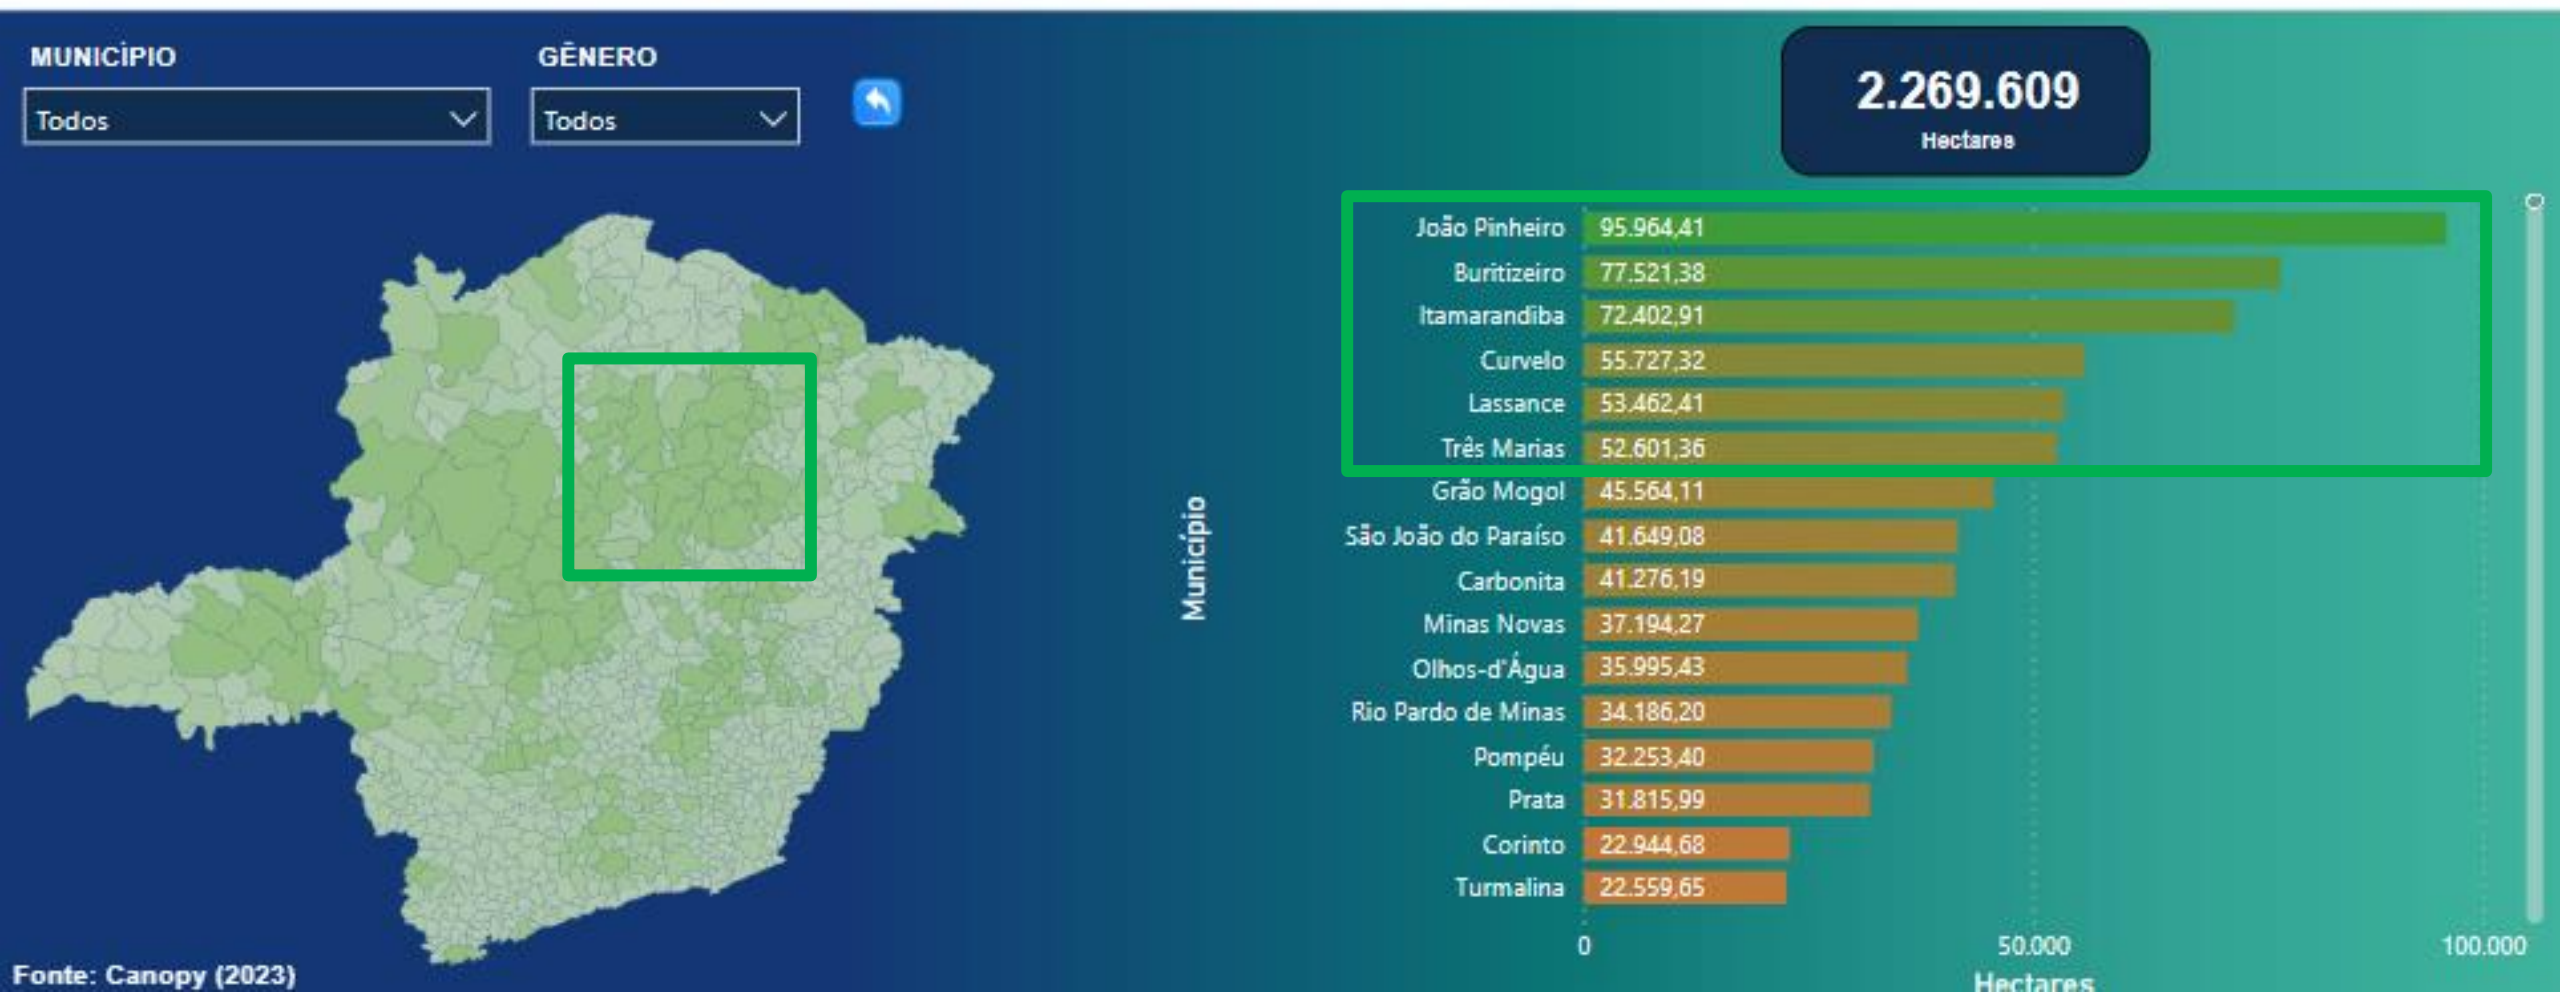 MUNICÍPIO
Todos
GÊNERO
Todos
2.269.609
Hectares
Município
João Pinheiro 95.964,41
Buritizeiro 77.521,38
Itamarandiba 72.402,91
Curvelo 55.727,32
Lassance 53.462,41
Três Marias 52.601,36
Grão Mogol 45.564,11
São João do Paraíso 41.649,08
Carbonita 41.276,19
Minas Novas 37.194,27
Olhos-d'Água 35.995,43
Rio Pardo de Minas 34.186,20
Pompéu 32.253,40
Prata 31.815,99
Corinto 22.944,68
Turmalina 22.559,65
0 50.000 100.000
Hectares
Fonte: Canopy (2023)